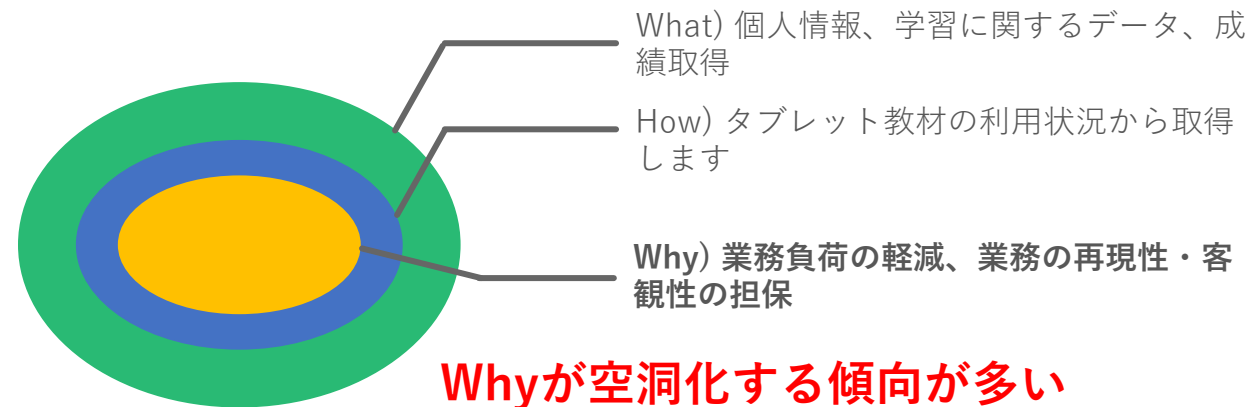 What) 個人情報、学習に関するデータ、成
績取得
How) タブレット教材の利用状況から取得
します
Why) 業務負荷の軽減、業務の再現性・客
観性の担保
Whyが空洞化する傾向が多い